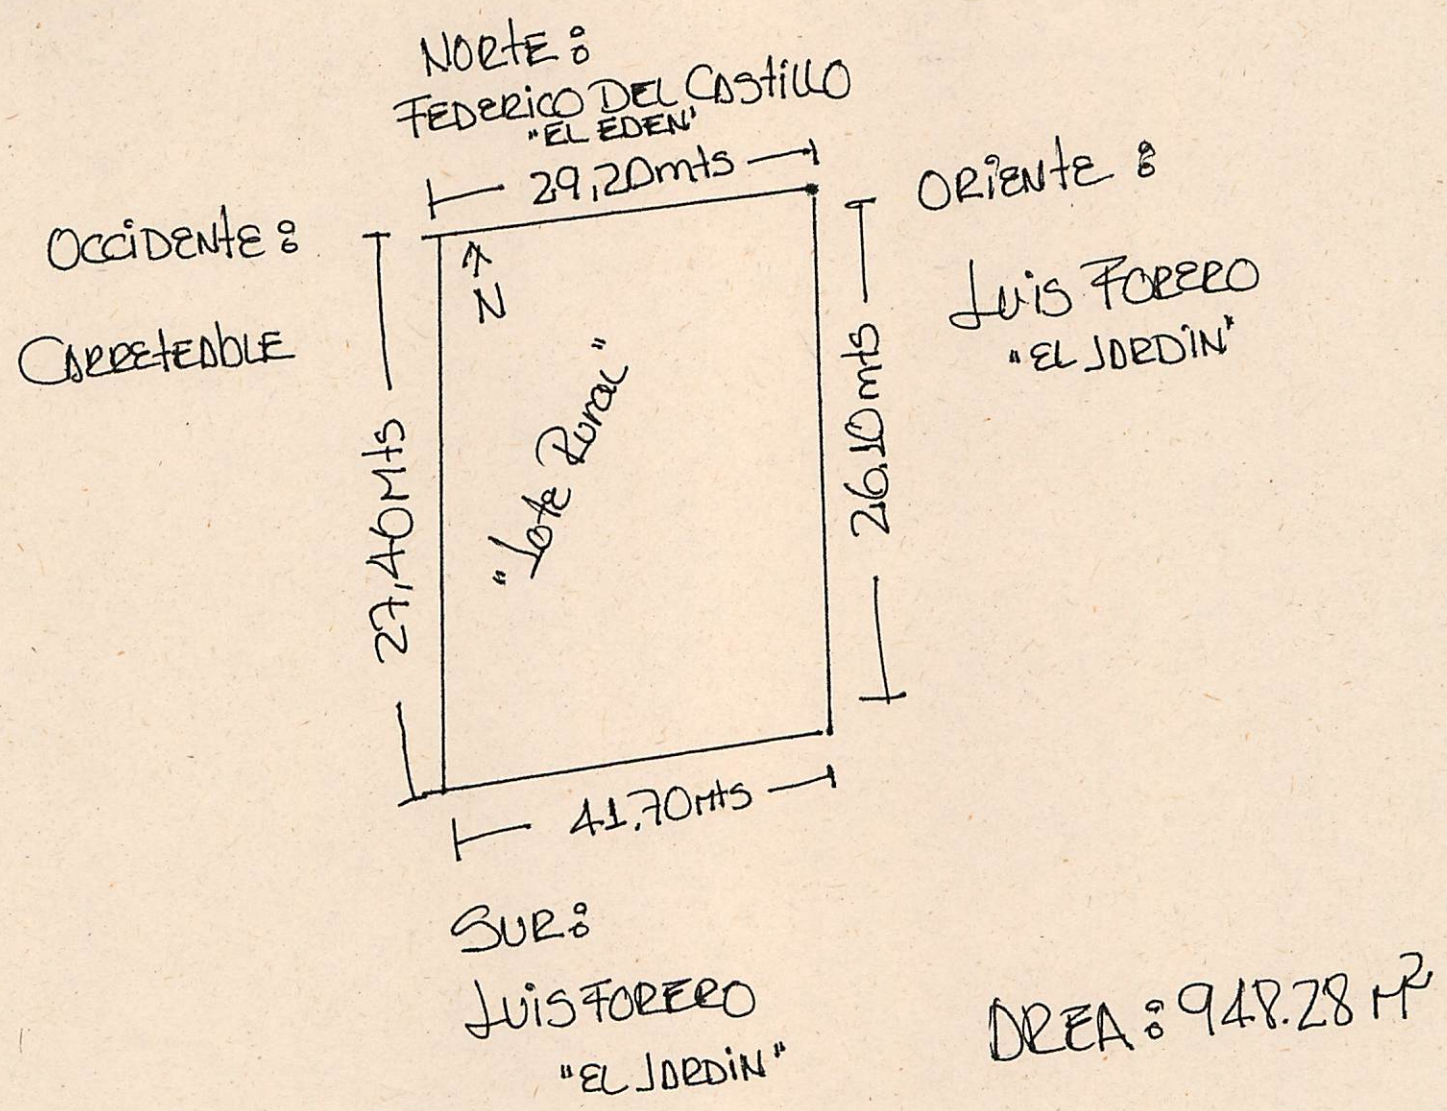 NORTE:
FEDERICO DEL CASTILLO
"EL EDEN"
29,20mts
OCCIDENTE:
CARRETEABLE
ORIENTE:
LUIS FORERO
"EL JARDIN"
N
"Lote Rural"
27,40Mts
26.10mts
41.70mts
SUR:
LUIS FORERO
"EL JARDIN"
AREA: 948.28 M²